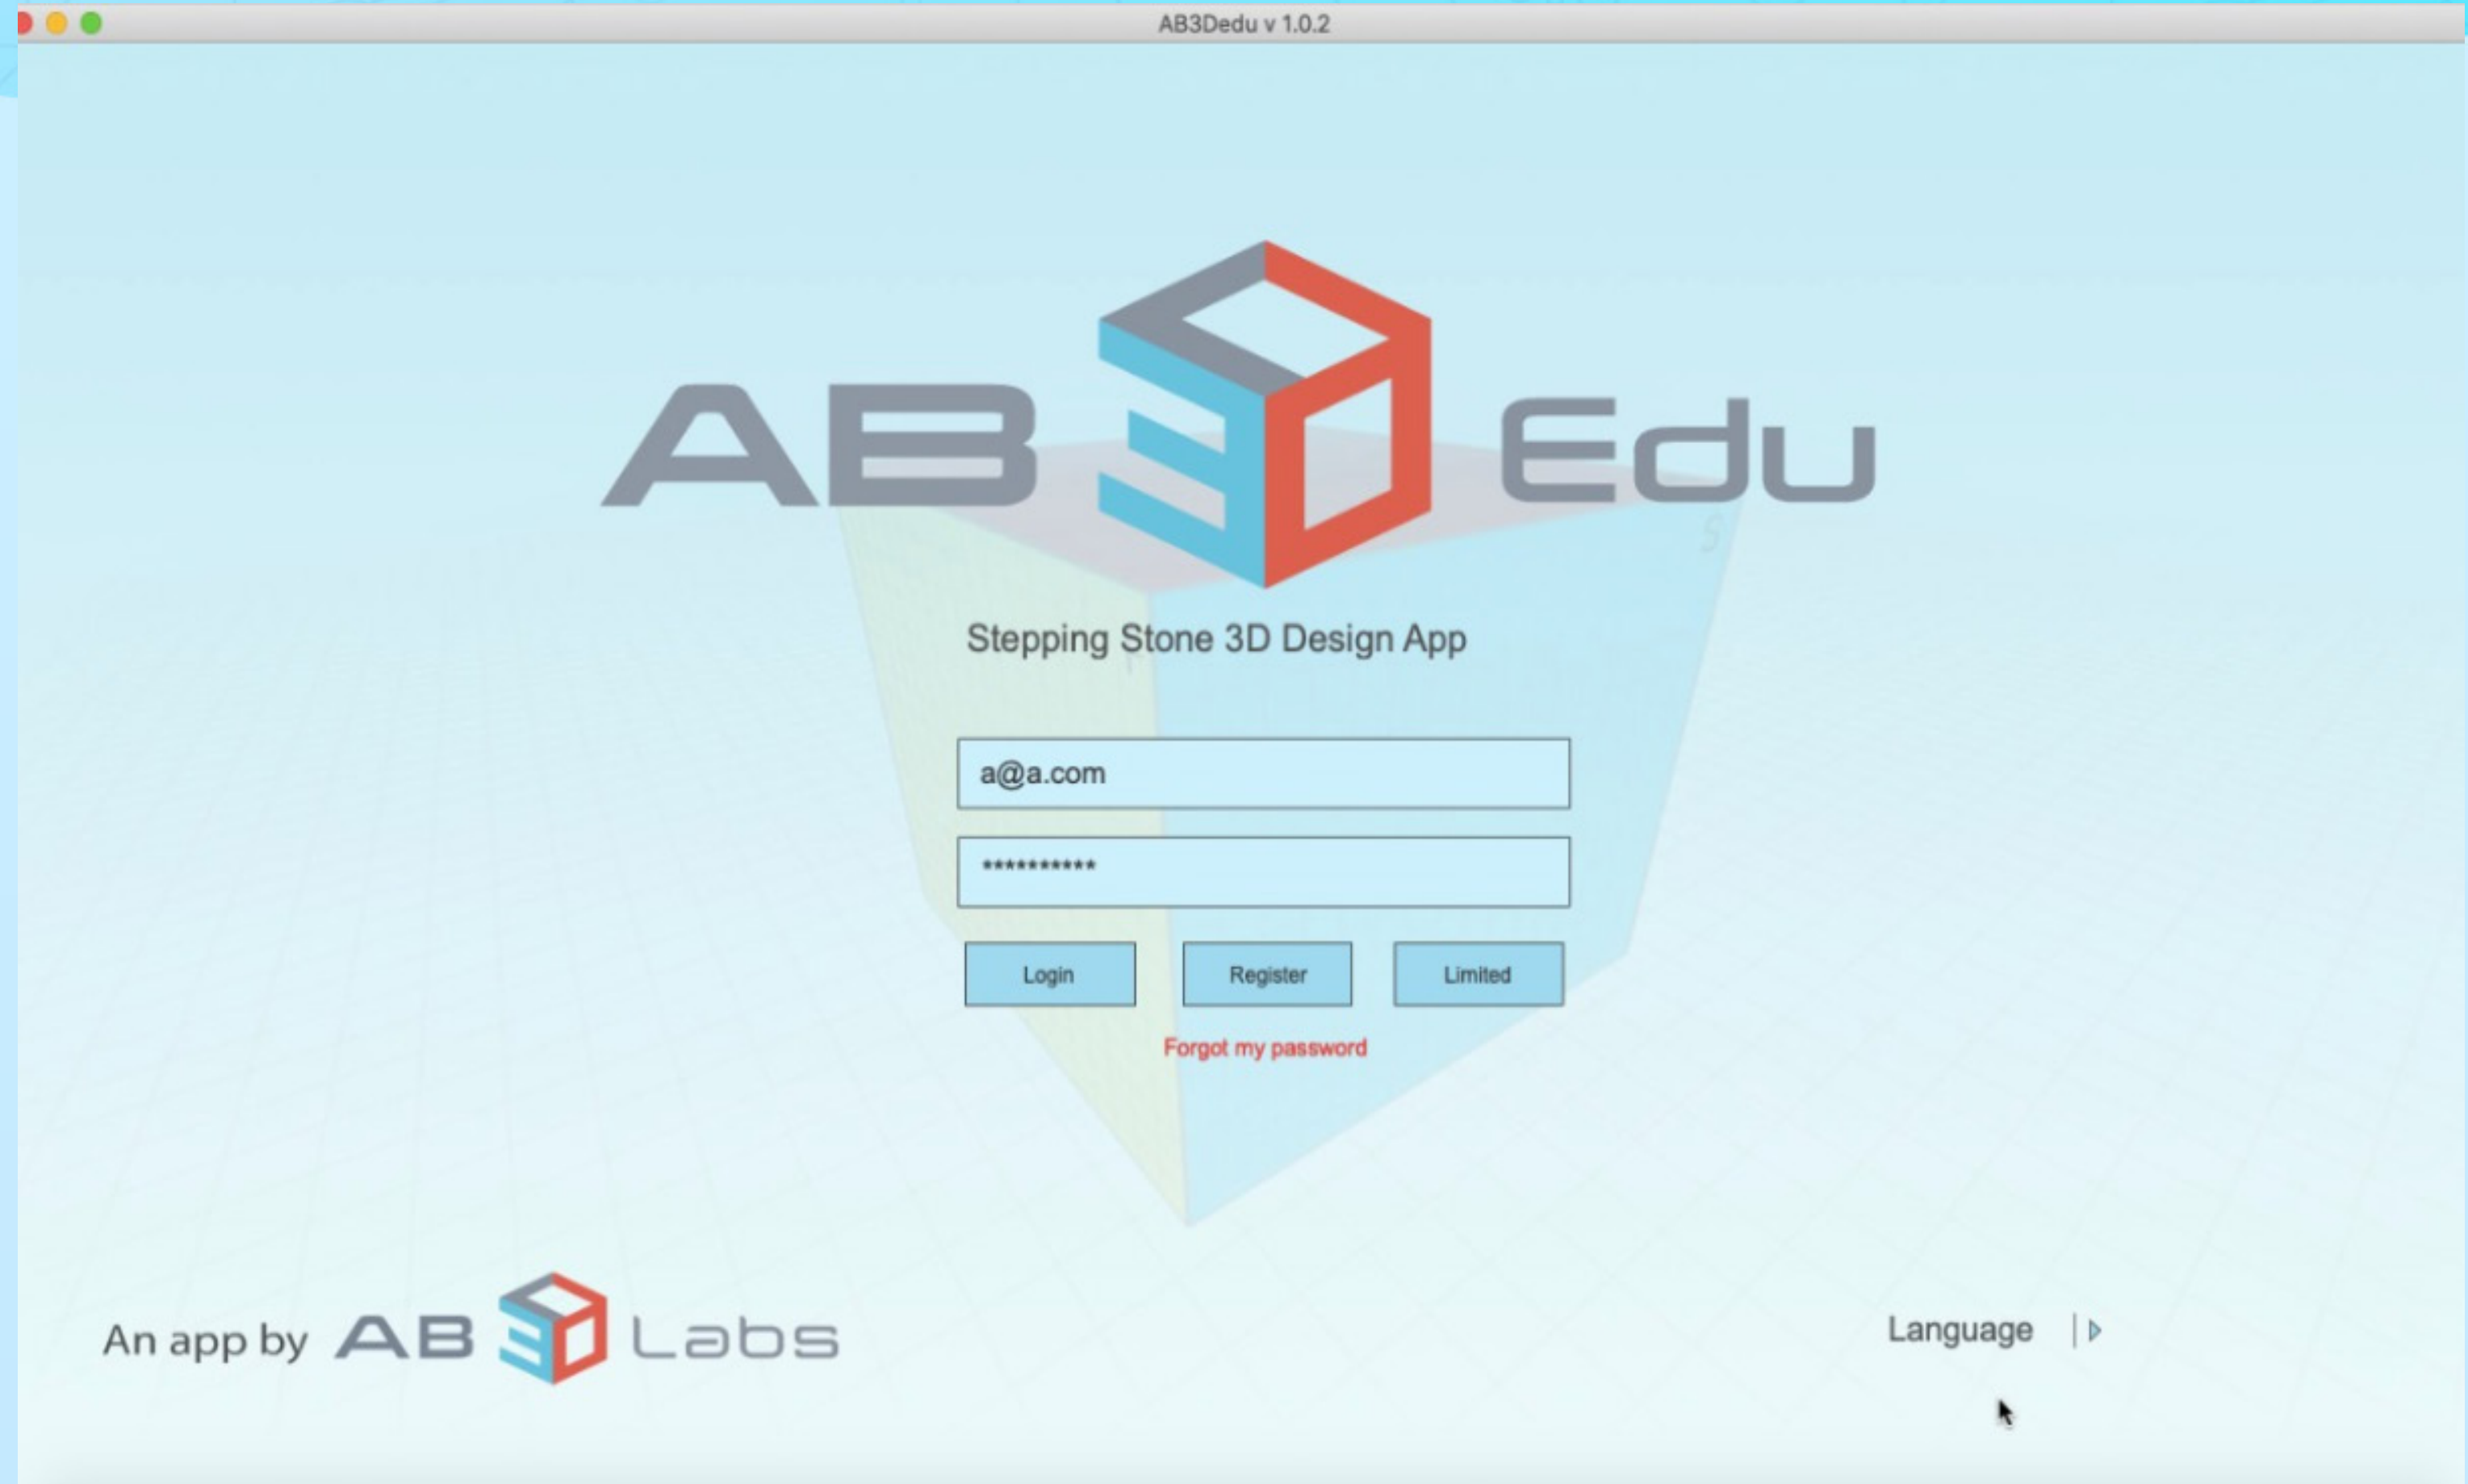 AB3Dedu v 1.0.2
AB3D Edu
Stepping Stone 3D Design App
a@a.com
**********
Login Register Limited
Forgot my password
An app by AB3D Labs
Language
S